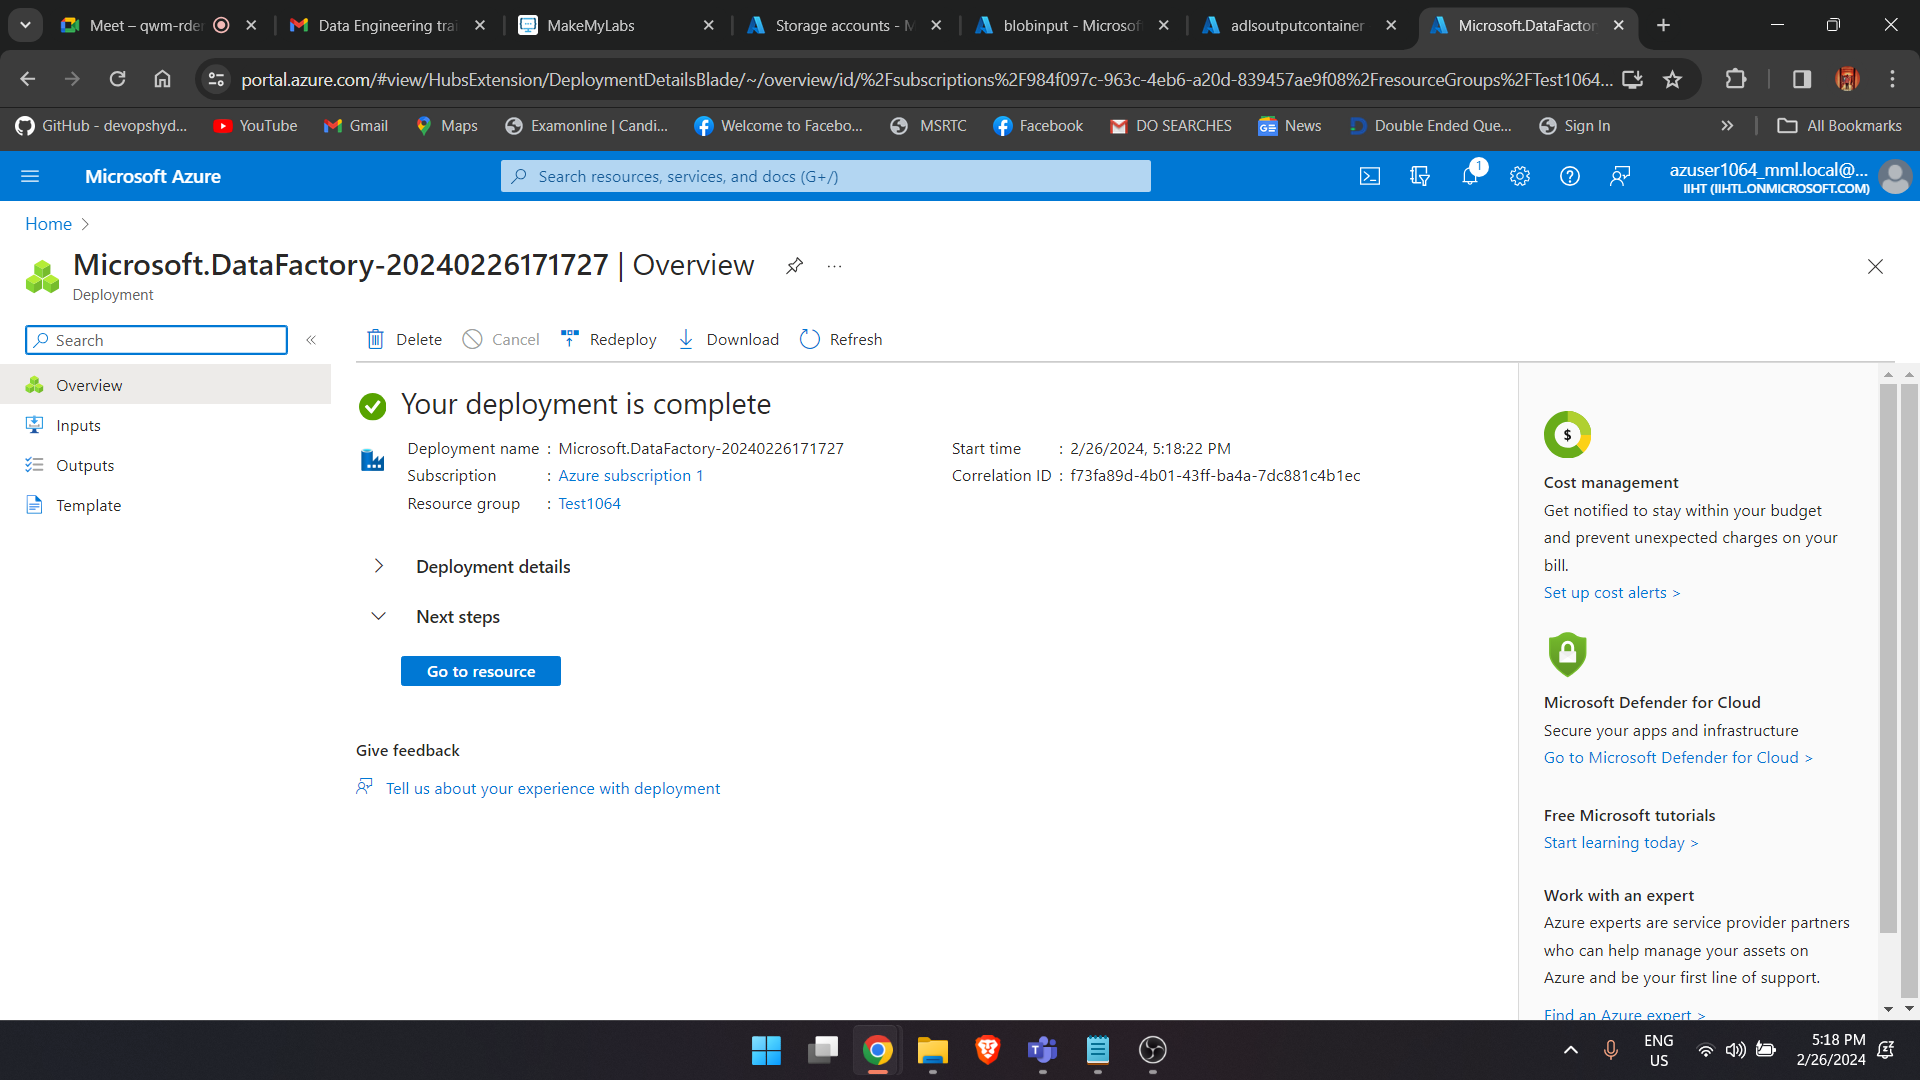 Meet – qwm-rder
Data Engineering trai
MakeMyLabs
Storage accounts - M
blobinput - Microsof
adlsoutputcontainer
Microsoft.DataFactor
portal.azure.com/#view/HubsExtension/DeploymentDetailsBlade/~/overview/id/%2Fsubscriptions%2F984f097c-963c-4eb6-a20d-839457ae9f08%2FresourceGroups%2FTest1064...
GitHub - devopshyd...
YouTube
Gmail
Maps
Examonline | Candi...
Welcome to Facebo...
MSRTC
Facebook
DO SEARCHES
News
Double Ended Que...
Sign In
All Bookmarks
Microsoft Azure
Search resources, services, and docs (G+/)
1
azuser1064_mml.local@...
IIHT (IIHTL.ONMICROSOFT.COM)
Home
Microsoft.DataFactory-20240226171727 | Overview
Deployment
Search
Delete
Cancel
Redeploy
Download
Refresh
Overview
Inputs
Outputs
Template
Your deployment is complete
Deployment name : Microsoft.DataFactory-20240226171727
Subscription : Azure subscription 1
Resource group : Test1064
Start time : 2/26/2024, 5:18:22 PM
Correlation ID : f73fa89d-4b01-43ff-ba4a-7dc881c4b1ec
Deployment details
Next steps
Go to resource
Give feedback
Tell us about your experience with deployment
Cost management
Get notified to stay within your budget
and prevent unexpected charges on your
bill.
Set up cost alerts >
Microsoft Defender for Cloud
Secure your apps and infrastructure
Go to Microsoft Defender for Cloud >
Free Microsoft tutorials
Start learning today >
Work with an expert
Azure experts are service provider partners
who can help manage your assets on
Azure and be your first line of support.
Find an Azure expert >
ENG
US
5:18 PM
2/26/2024